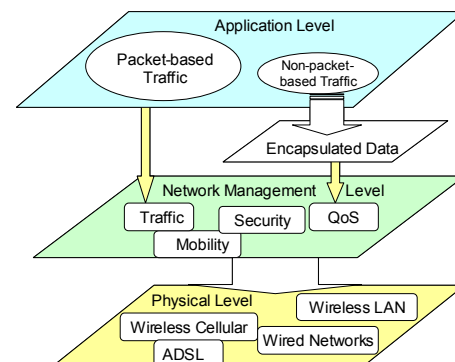 Application Level
Packet-based
Traffic
Non-packet-
based Traffic
Encapsulated Data
Network Management Level
Traffic
Security
QoS
Mobility
Physical Level
Wireless LAN
Wireless Cellular
Wired Networks
ADSL